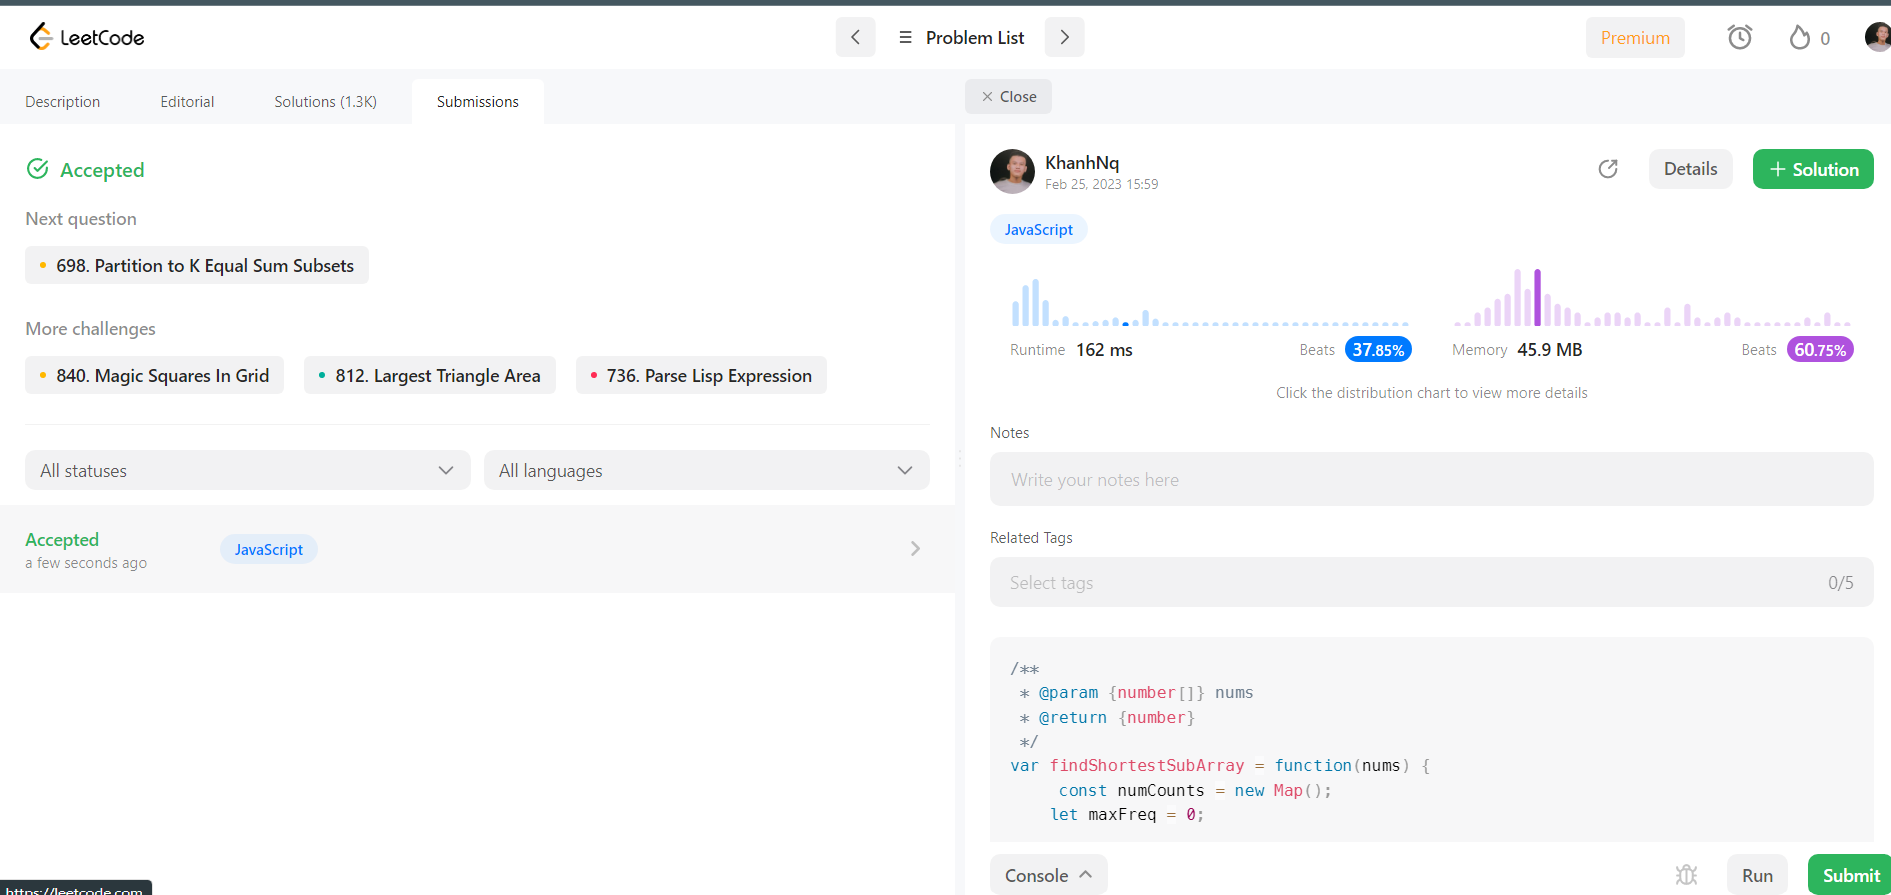 LeetCode
Problem List
Premium
0
Description
Editorial
Solutions (1.3K)
Submissions
Close
Accepted
Next question
698. Partition to K Equal Sum Subsets
More challenges
840. Magic Squares In Grid
812. Largest Triangle Area
736. Parse Lisp Expression
All statuses
All languages
Accepted
a few seconds ago
JavaScript
KhanhNq
Feb 25, 2023 15:59
Details
+ Solution
JavaScript
Runtime 162 ms
Beats 37.85%
Memory 45.9 MB
Beats 60.75%
Click the distribution chart to view more details
Notes
Write your notes here
Related Tags
Select tags
0/5
/**
 * @param {number[]} nums
 * @return {number}
 */
var findShortestSubArray = function(nums) {
     const numCounts = new Map();
    let maxFreq = 0;
Console
Run
Submit
https://leetcode.com